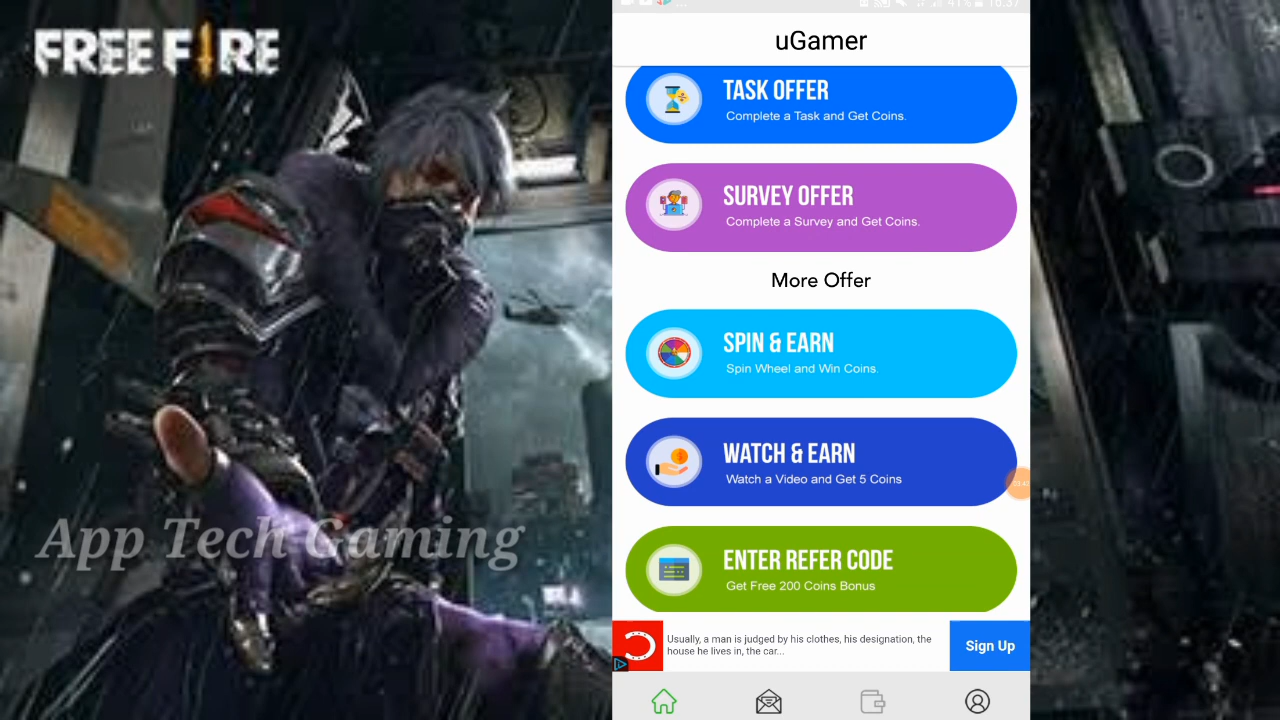 FREE FIRE
App Tech Gaming
41% 16:37
uGamer
TASK OFFER
Complete a Task and Get Coins.
SURVEY OFFER
Complete a Survey and Get Coins.
More Offer
SPIN & EARN
Spin Wheel and Win Coins.
WATCH & EARN
Watch a Video and Get 5 Coins
ENTER REFER CODE
Get Free 200 Coins Bonus
Usually, a man is judged by his clothes, his designation, the
house he lives in, the car...
Sign Up